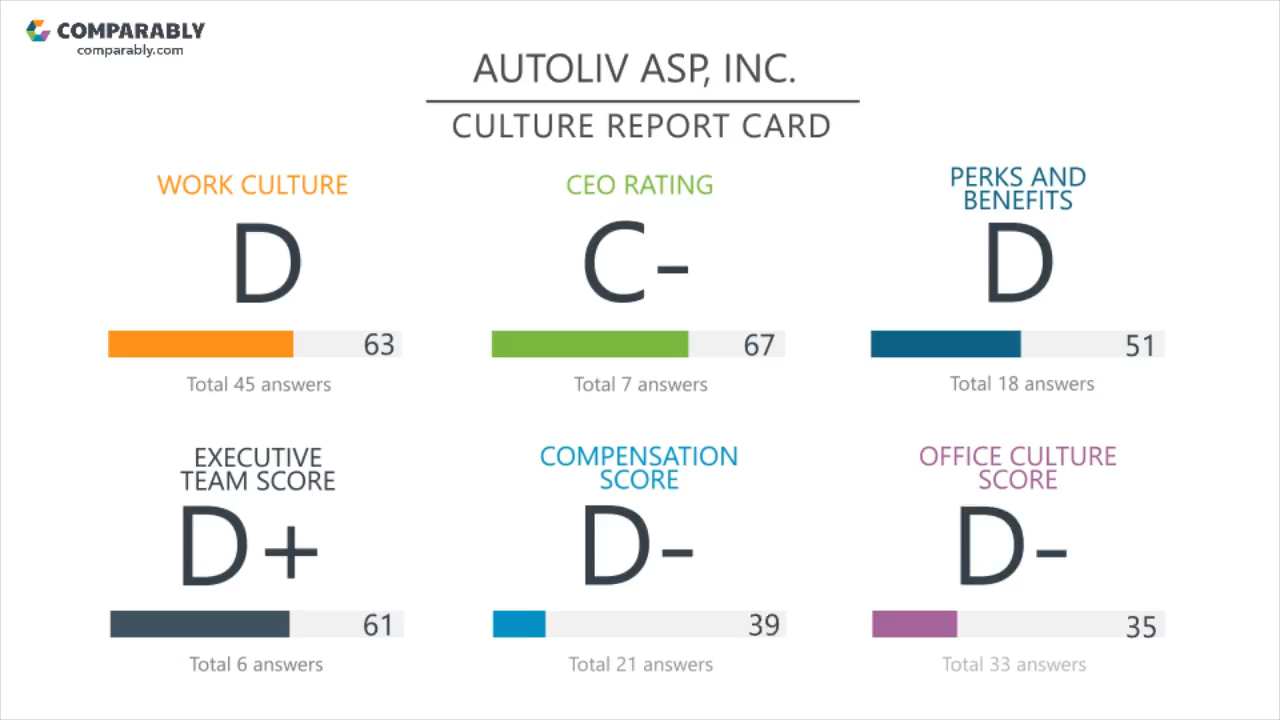 COMPARABLY
comparably.com
AUTOLIV ASP, INC.
CULTURE REPORT CARD
WORK CULTURE
D
63
Total 45 answers
CEO RATING
C-
67
Total 7 answers
PERKS AND
BENEFITS
D
51
Total 18 answers
EXECUTIVE
TEAM SCORE
D+
61
Total 6 answers
COMPENSATION
SCORE
D-
39
Total 21 answers
OFFICE CULTURE
SCORE
D-
35
Total 33 answers